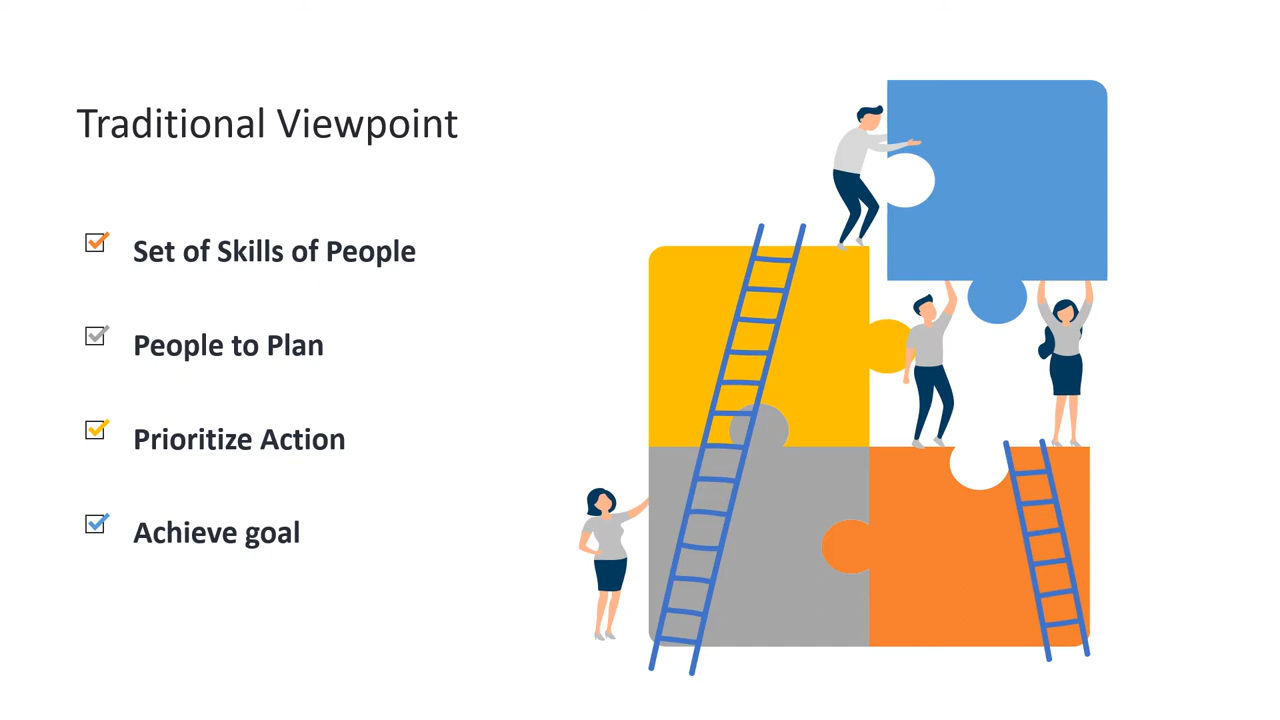 Traditional Viewpoint
Set of Skills of People
People to Plan
Prioritize Action
Achieve goal